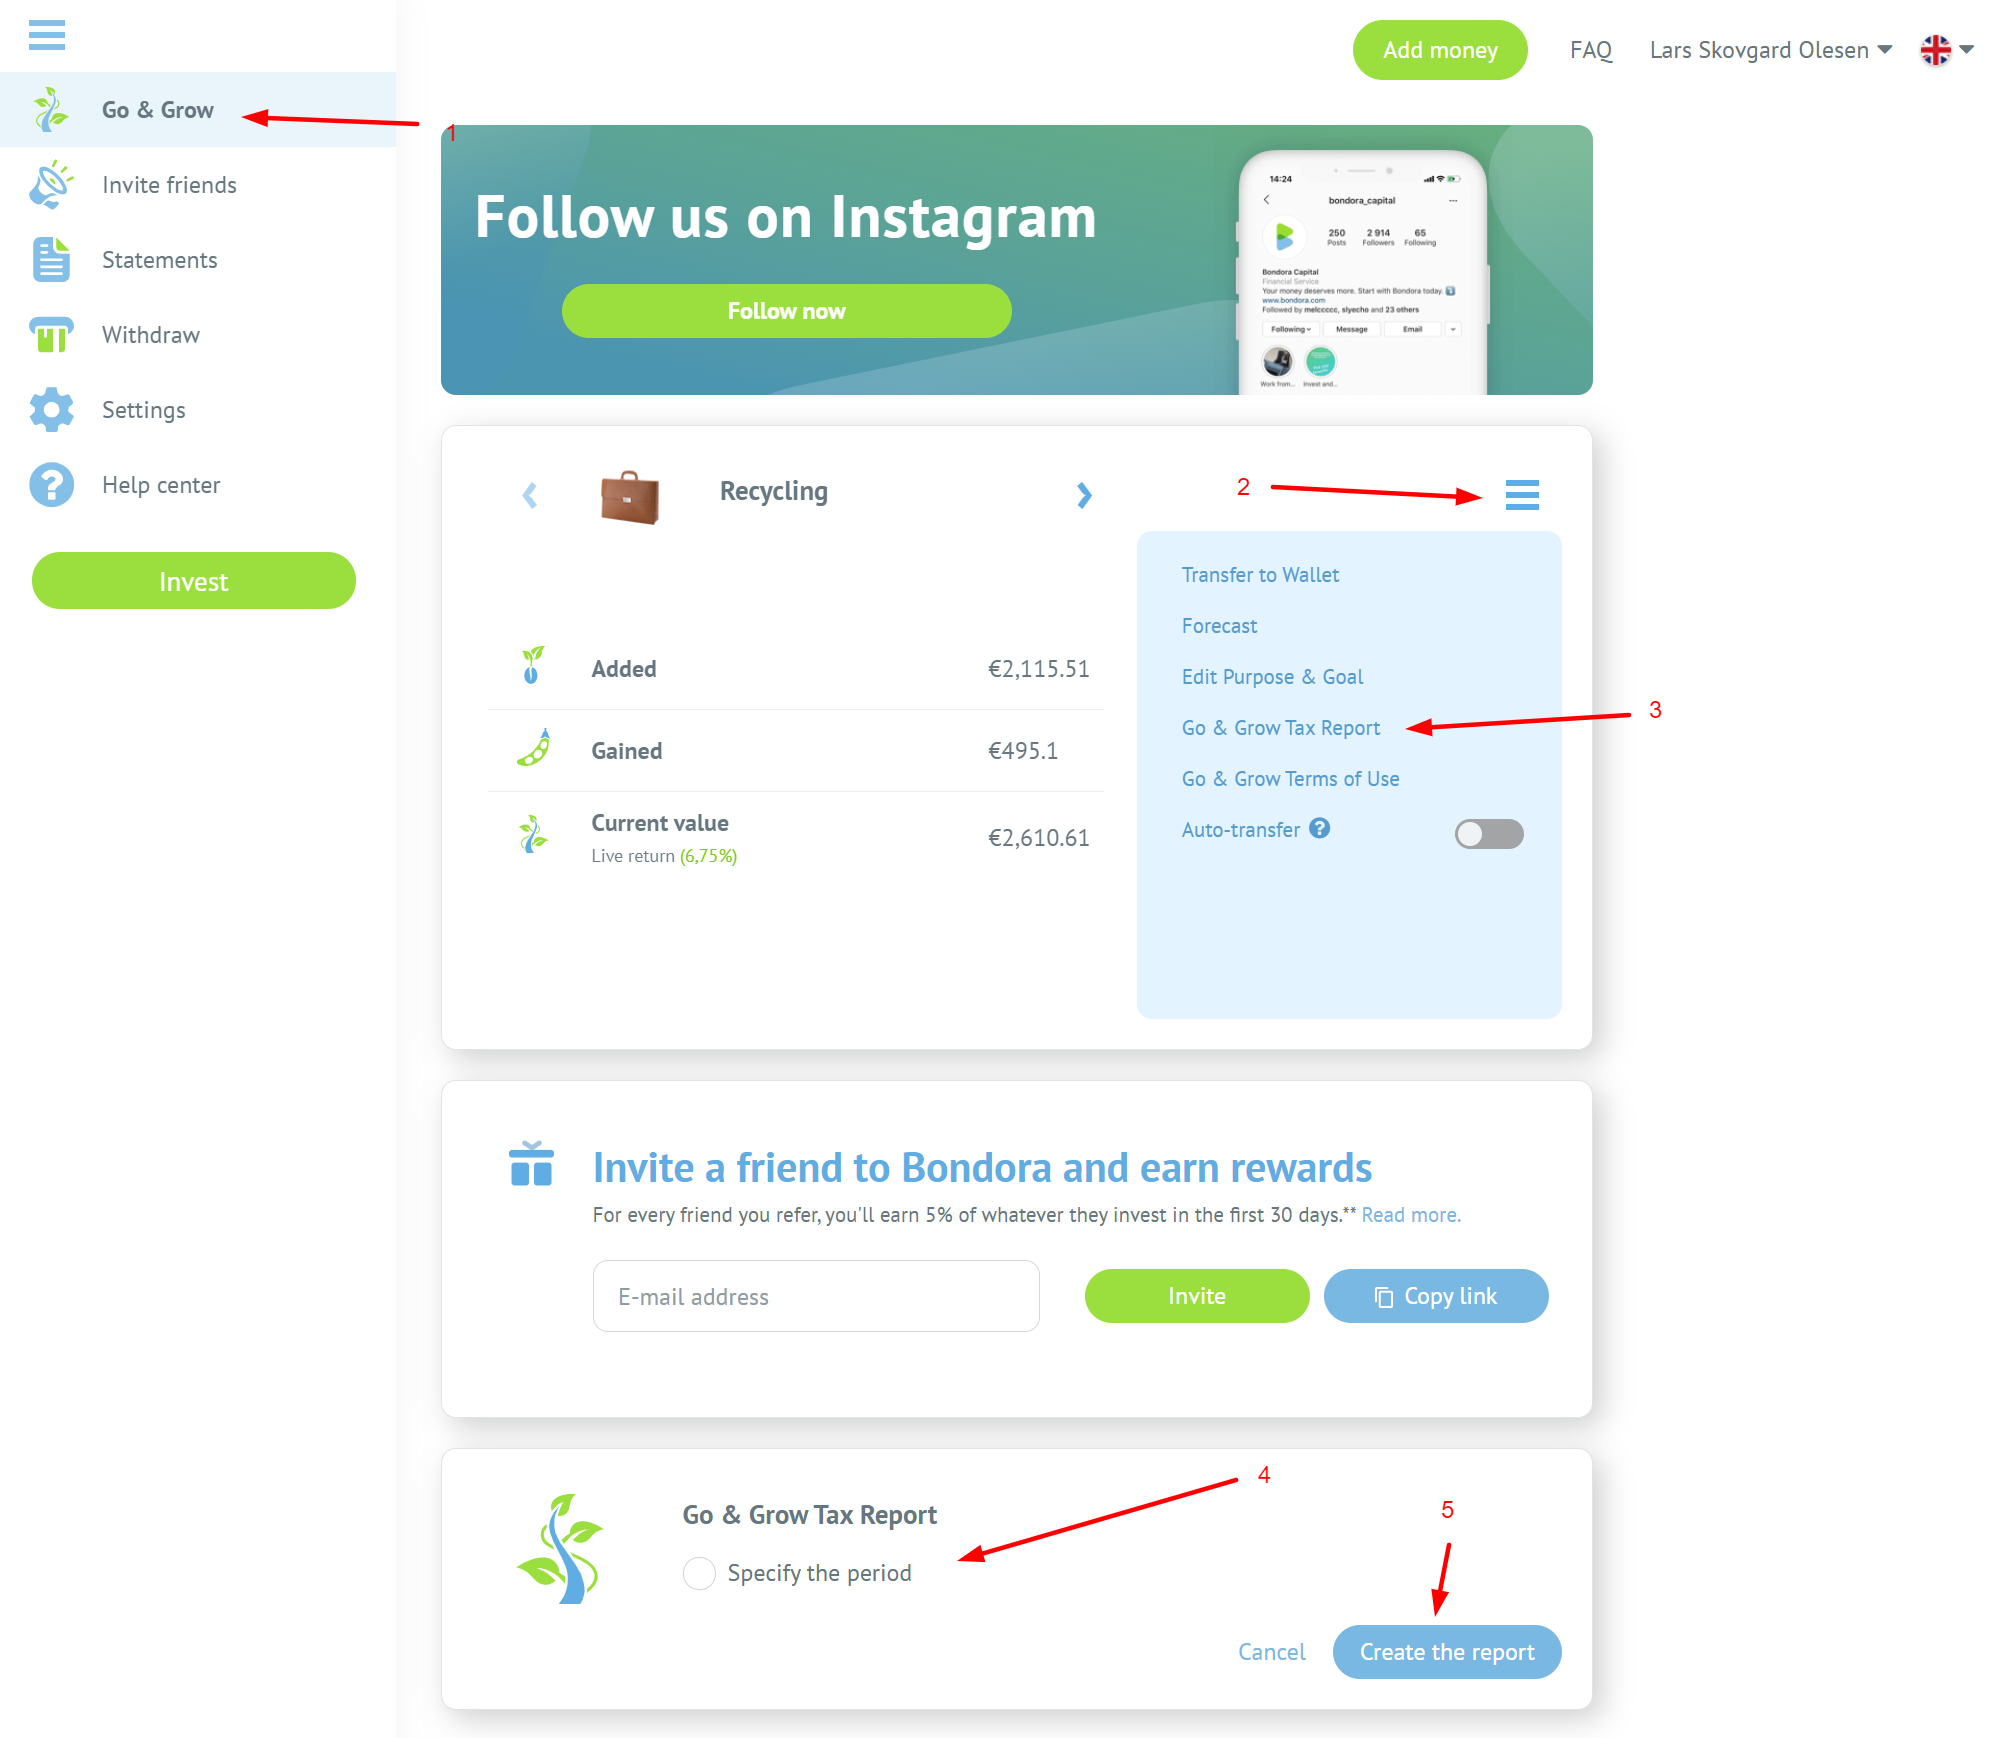 Add money
FAQ
Lars Skovgard Olesen
Go & Grow
1
Invite friends
Statements
Withdraw
Settings
Help center
Invest
Follow us on Instagram
Follow now
14:24
bondora_capital
250
2 914
65
Posts
Followers
Following
Bondora Capital
Financial Service
Your money deserves more. Start with Bondora today.
www.bondora.com
Followed by melccccc, slyecho and 23 others
Following
Message
Email
Work from...
Invest and...
Recycling
2
Added
€2,115.51
Gained
€495.1
Current value
€2,610.61
Live return (6,75%)
Transfer to Wallet
Forecast
Edit Purpose & Goal
Go & Grow Tax Report
3
Go & Grow Terms of Use
Auto-transfer ?
Invite a friend to Bondora and earn rewards
For every friend you refer, you'll earn 5% of whatever they invest in the first 30 days.** Read more.
E-mail address
Invite
Copy link
4
5
Go & Grow Tax Report
Specify the period
Cancel
Create the report